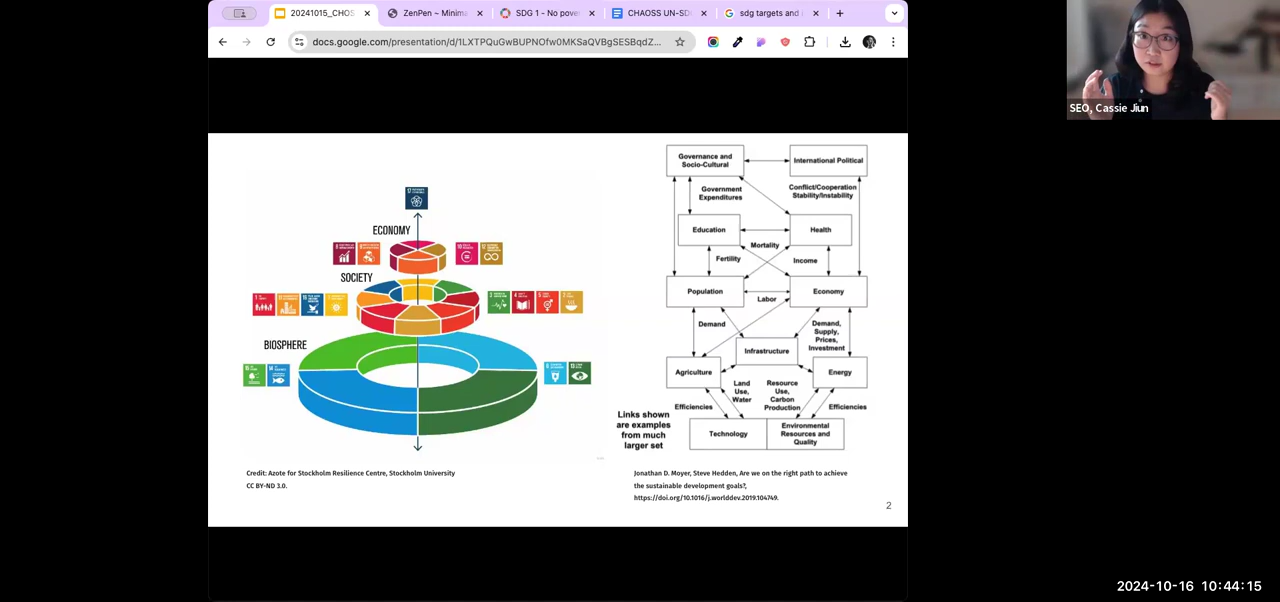 20241015_CHOS
ZenPen ~ Minima
SDG 1 - No pover
CHAOSS UN-SDG
sdg targets and i
docs.google.com/presentation/d/1LXTPQuGwBUPNOfw0MKSaQVBgSESBqdZ...
SEO, Cassie Jiun
ECONOMY
SOCIETY
BIOSPHERE
Credit: Azote for Stockholm Resilience Centre, Stockholm University
CC BY-ND 3.0.
Governance and
Socio-Cultural
International Political
Government
Expenditures
Conflict/Cooperation
Stability/Instability
Education
Health
Mortality
Fertility
Income
Population
Economy
Labor
Demand
Demand,
Supply,
Prices,
Investment
Infrastructure
Agriculture
Energy
Land
Use,
Water
Resource
Use,
Carbon
Production
Efficiencies
Efficiencies
Links shown
are examples
from much
larger set
Technology
Environmental
Resources and
Quality
Jonathan D. Moyer, Steve Hedden, Are we on the right path to achieve
the sustainable development goals?,
https://doi.org/10.1016/j.worlddev.2019.104749.
2
2024-10-16 10:44:15